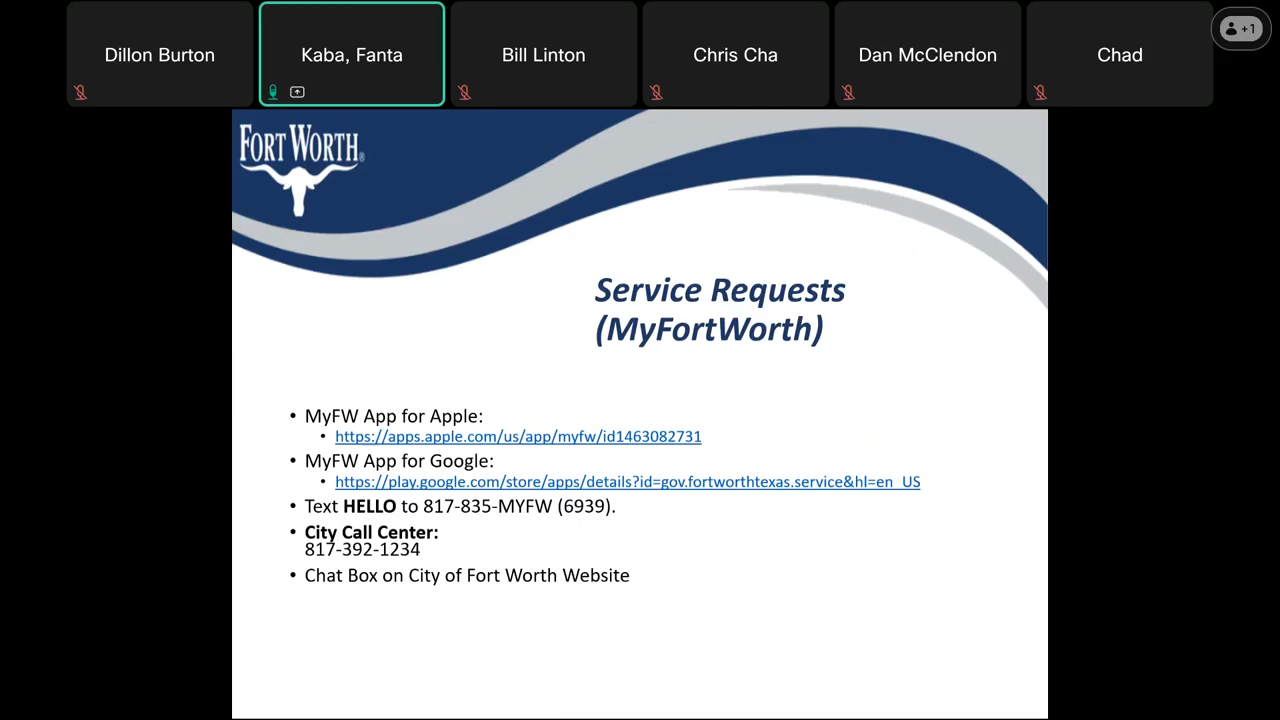 Dillon Burton
Kaba, Fanta
Bill Linton
Chris Cha
Dan McClendon
Chad
+1
FORT WORTH®
Service Requests
(MyFortWorth)
• MyFW App for Apple:
• https://apps.apple.com/us/app/myfw/id1463082731
• MyFW App for Google:
• https://play.google.com/store/apps/details?id=gov.fortworthtexas.service&hl=en_US
• Text HELLO to 817-835-MYFW (6939).
• City Call Center:
817-392-1234
• Chat Box on City of Fort Worth Website